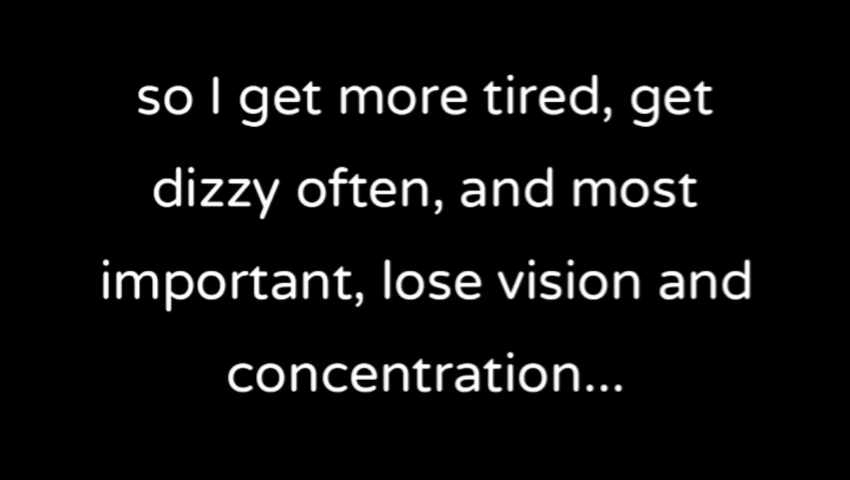 so I get more tired, get
dizzy often, and most
important, lose vision and
concentration...